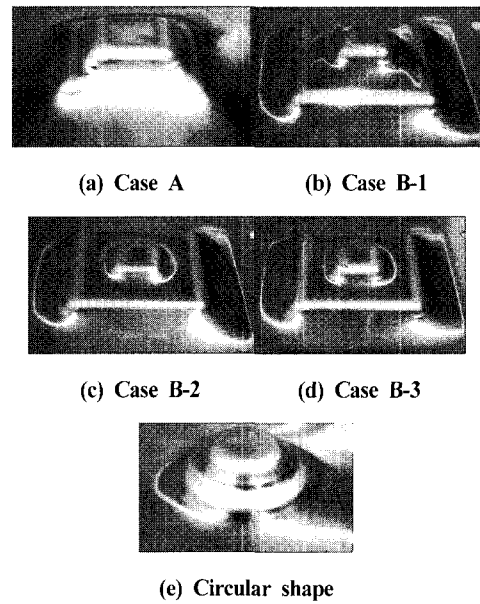 (a) Case A
(b) Case B-1
(c) Case B-2
(d) Case B-3
(e) Circular shape